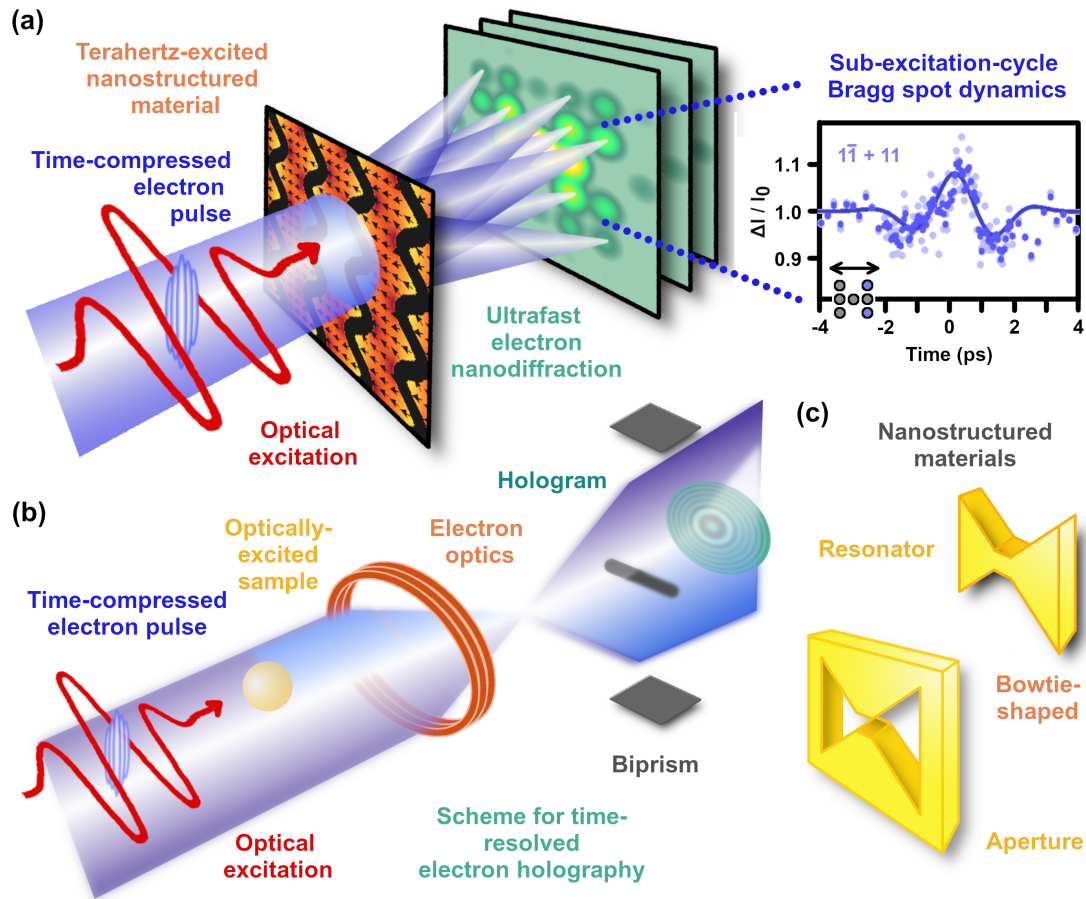 (a)
Terahertz-excited
nanostructured
material
Time-compressed
electron
pulse
Optical
excitation
Ultrafast
electron
nanodiffraction
Sub-excitation-cycle
Bragg spot dynamics
11̅ + 11
ΔI / I₀
1.1
1.0
0.9
-4
-2
0
2
4
Time (ps)
(b)
Optically-
excited
sample
Electron
optics
Hologram
Time-compressed
electron pulse
Optical
excitation
Biprism
Scheme for time-
resolved
electron holography
(c)
Nanostructured
materials
Resonator
Bowtie-
shaped
Aperture